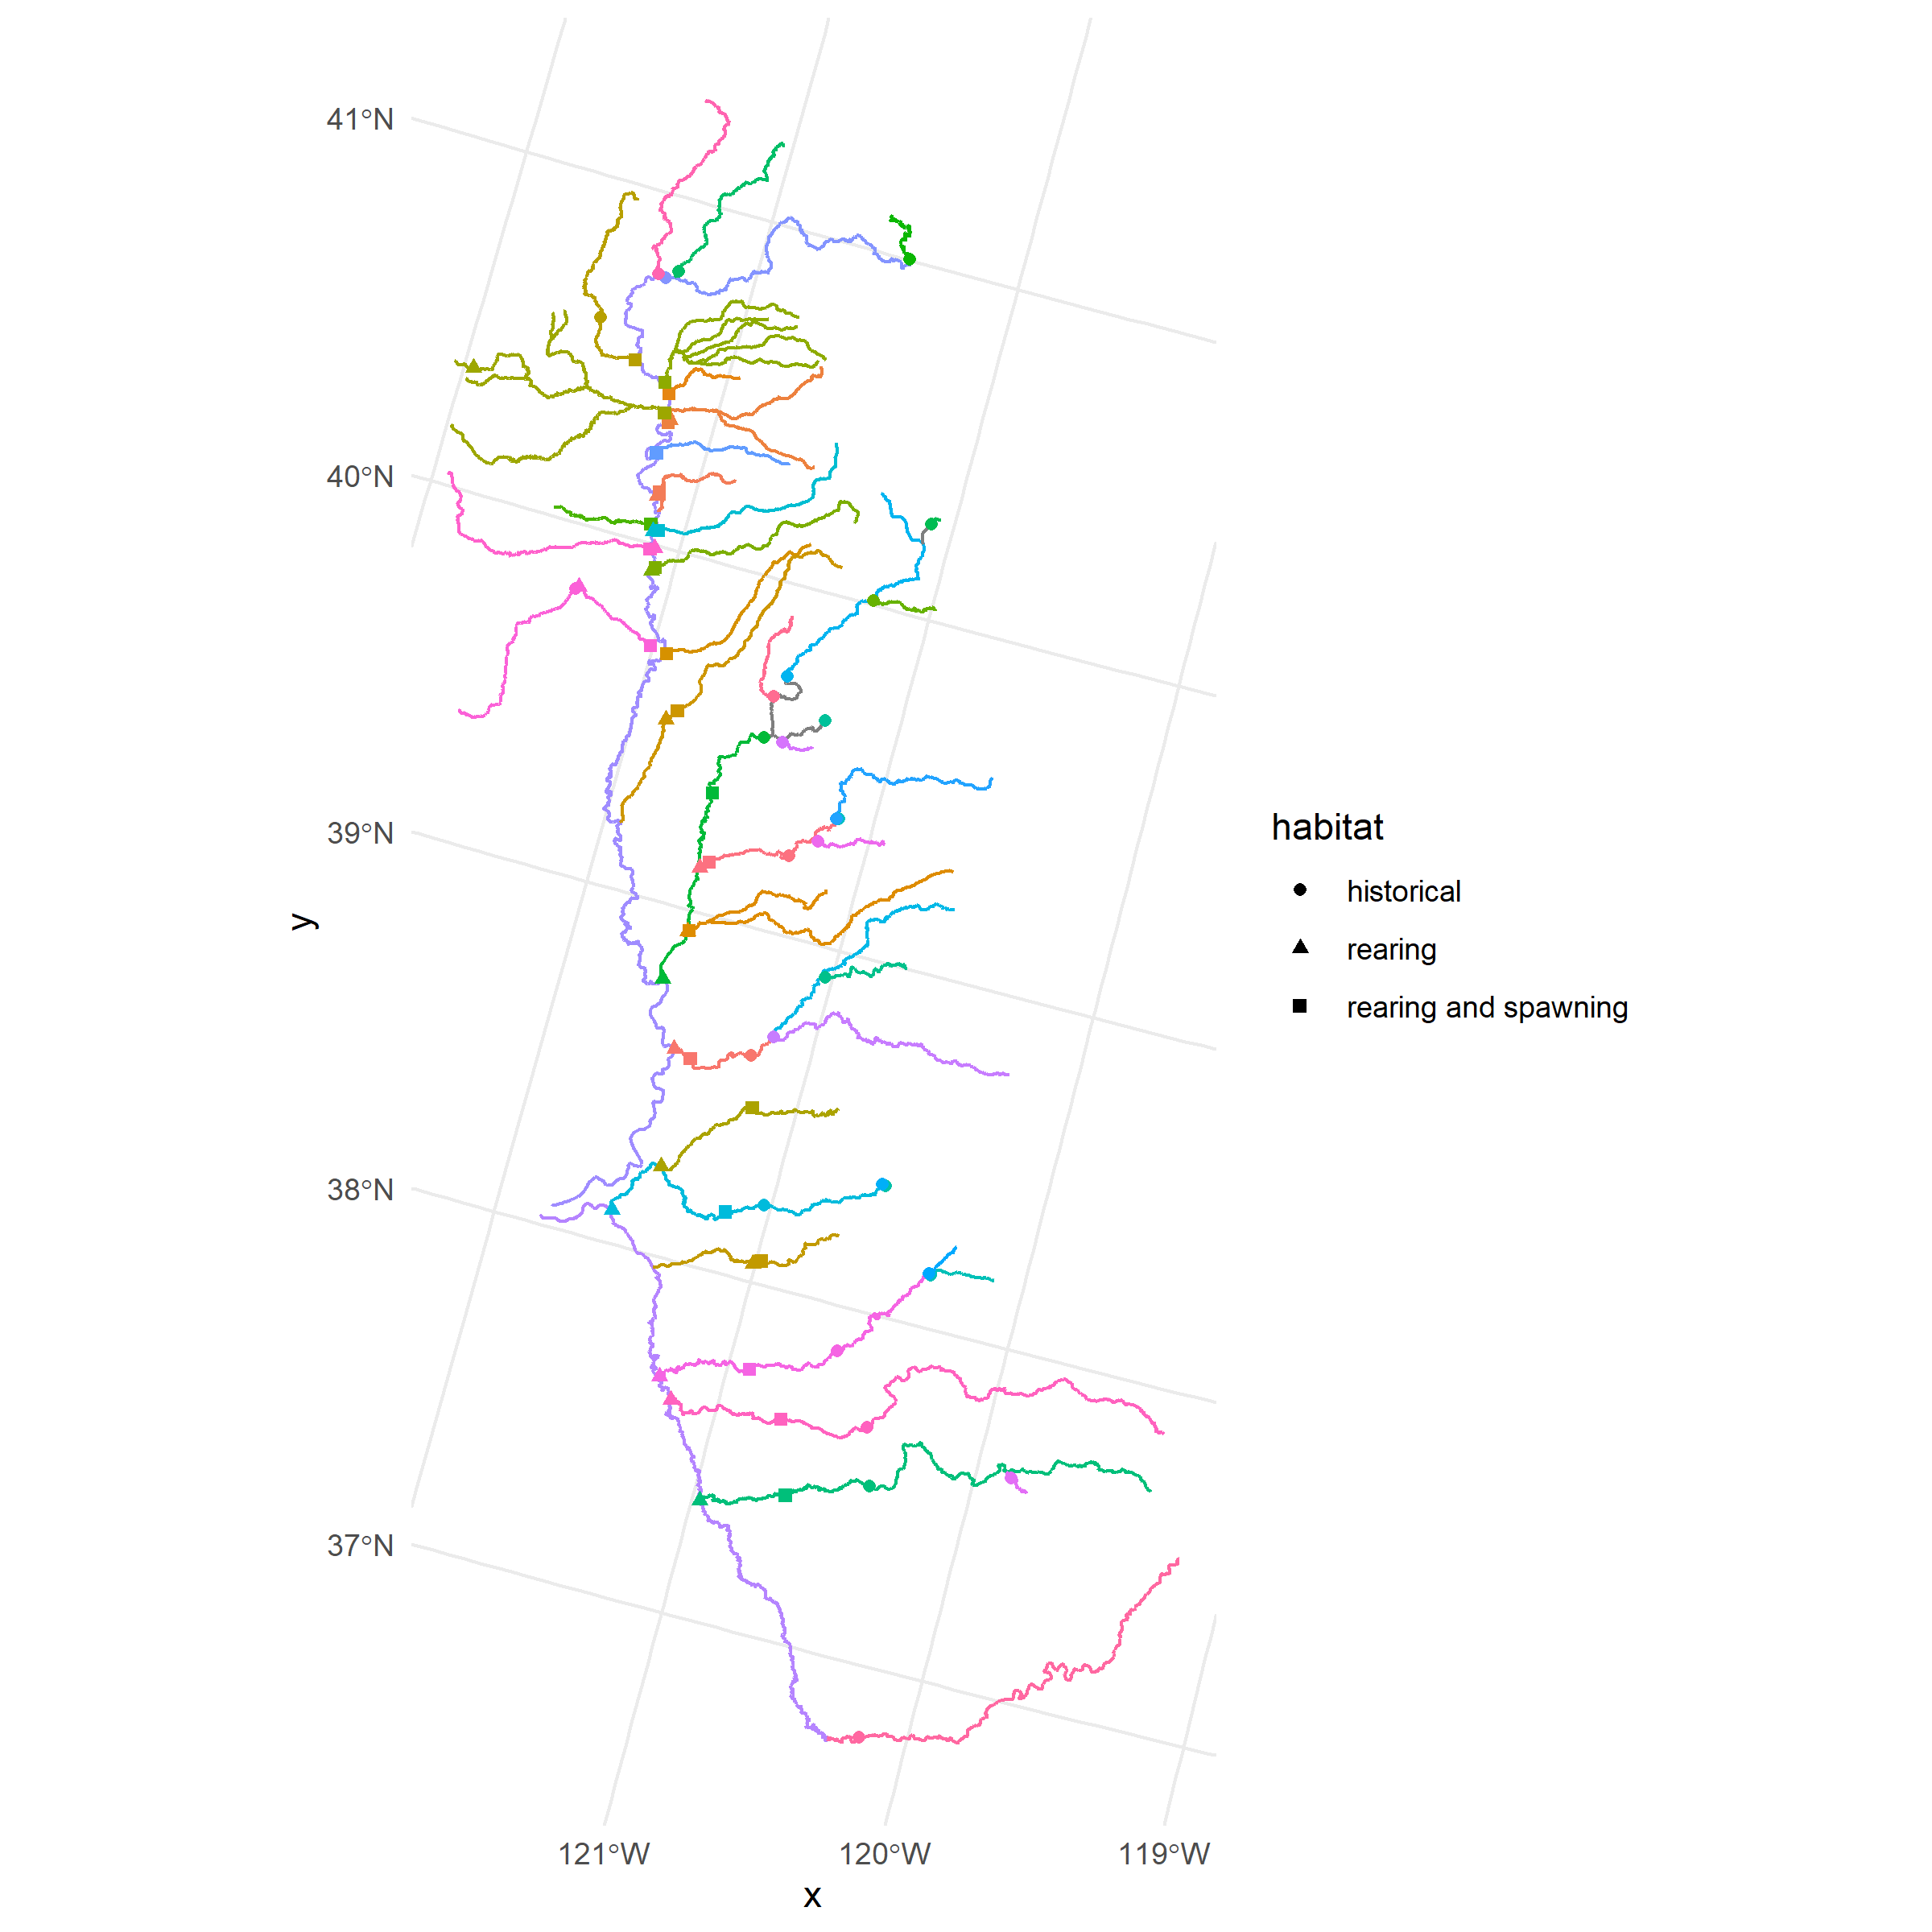 41°N
40°N
39°N
38°N
37°N
y
121°W
120°W
119°W
x
habitat
historical
rearing
rearing and spawning